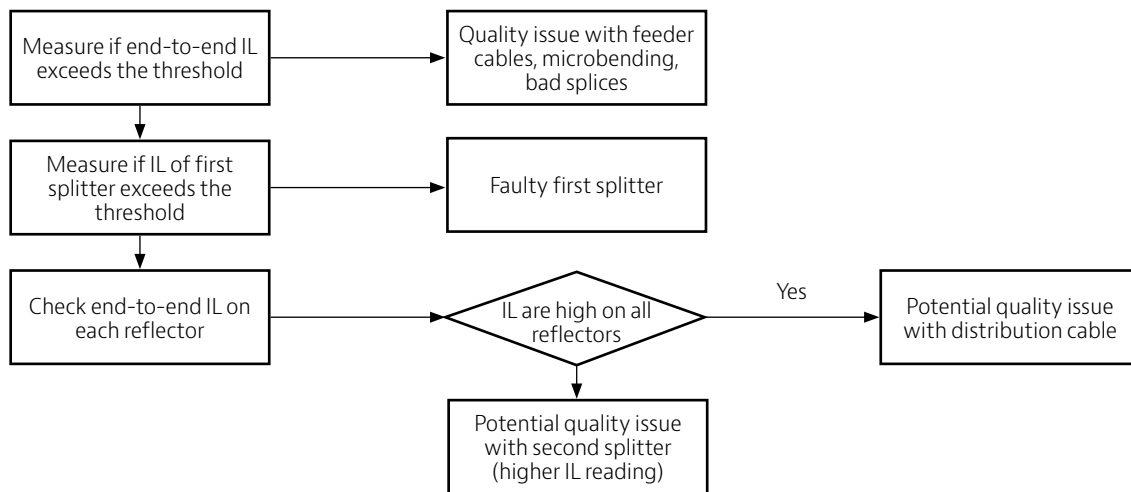 Measure if end-to-end IL
exceeds the threshold
Quality issue with feeder
cables, microbending,
bad splices
Measure if IL of first
splitter exceeds the
threshold
Faulty first splitter
Check end-to-end IL on
each reflector
IL are high on all
reflectors
Yes
Potential quality issue
with distribution cable
Potential quality issue
with second splitter
(higher IL reading)